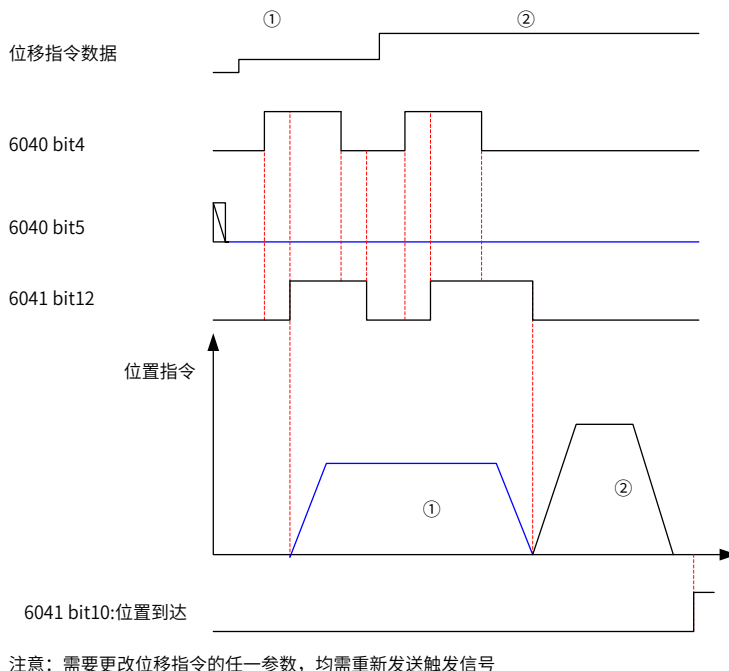 ① ②
位移指令数据
6040 bit4
6040 bit5
6041 bit12
位置指令
②
①
6041 bit10:位置到达
注意：需要更改位移指令的任一参数，均需重新发送触发信号